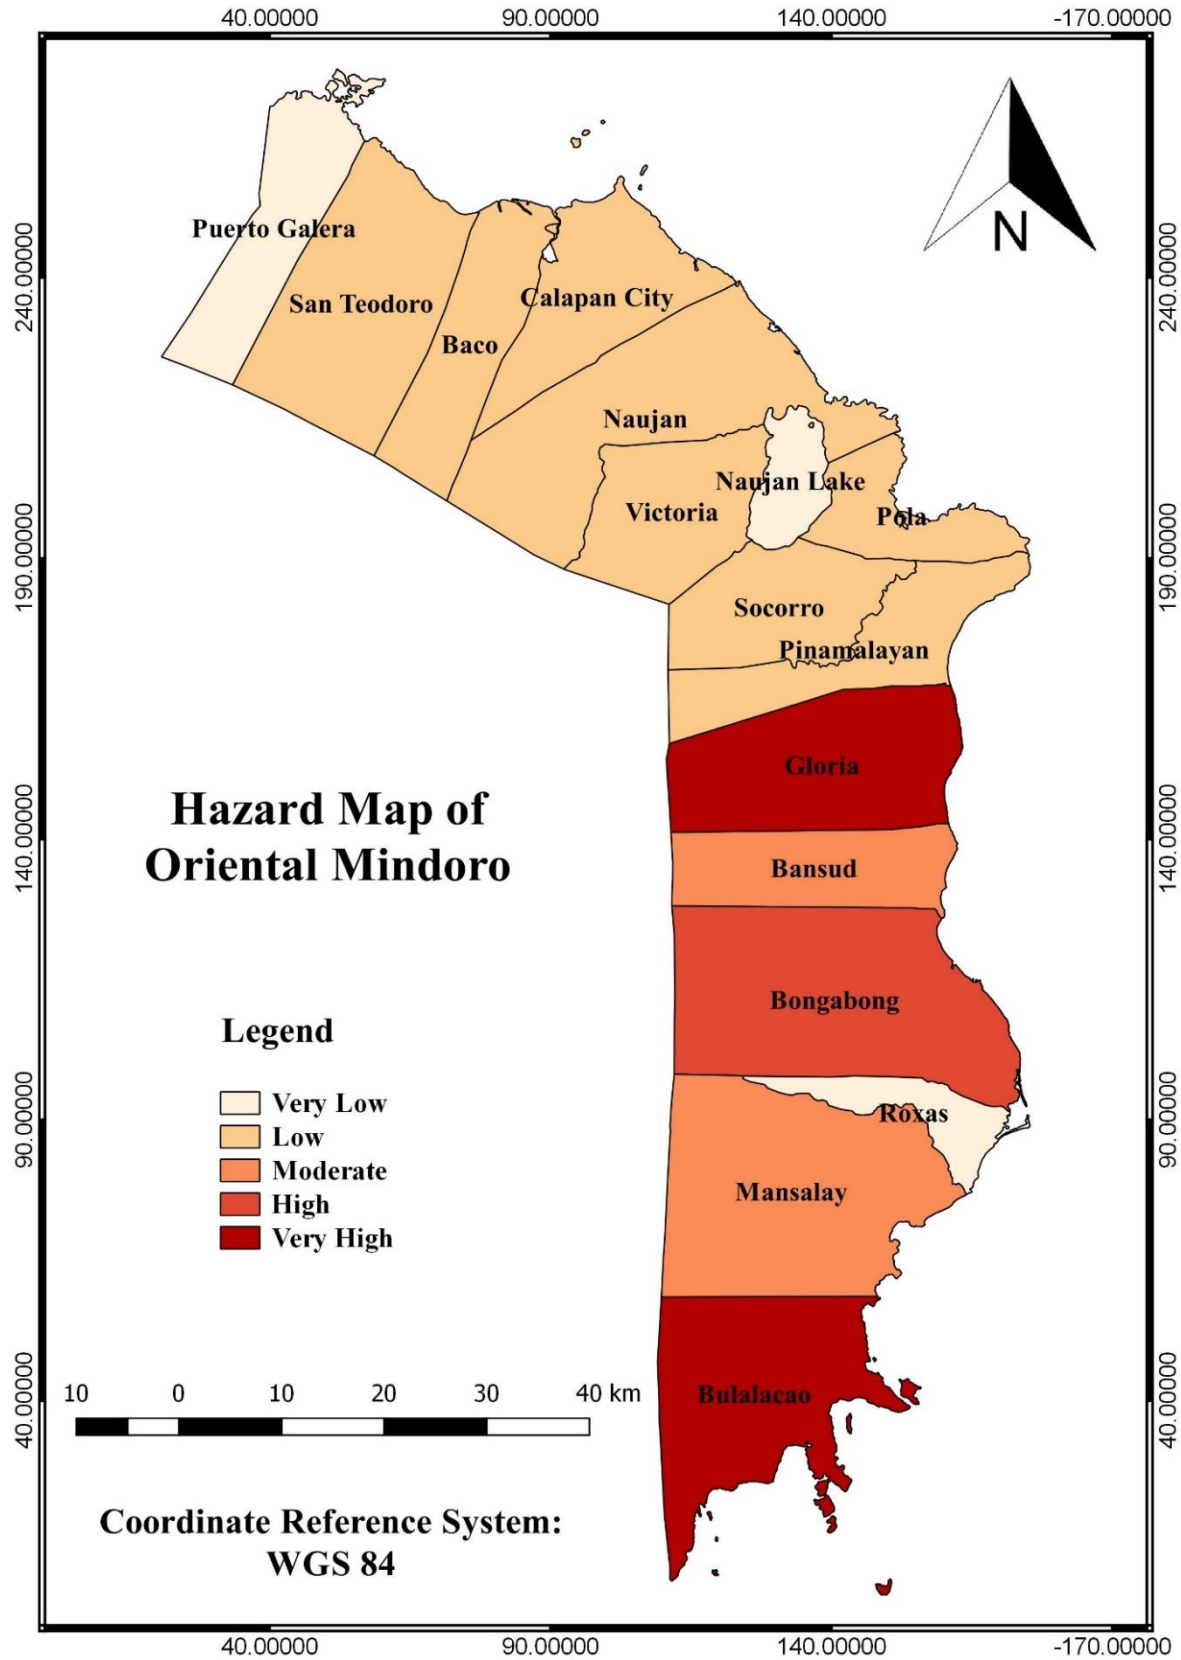 40.00000 90.00000 140.00000 -170.00000
N
Puerto Galera
240.00000 240.00000
San Teodoro
Calapan City
Baco
Naujan
Naujan Lake
Victoria
Pola
190.00000 190.00000
Socorro
Pinamalayan
Gloria
Hazard Map of
Oriental Mindoro
140.00000 140.00000
Bansud
Bongabong
Legend
Very Low
Low
Moderate
High
Very High
90.00000 90.00000
Roxas
Mansalay
Bulalacao
40.00000 40.00000
10 0 10 20 30 40 km
Coordinate Reference System:
WGS 84
40.00000 90.00000 140.00000 -170.00000